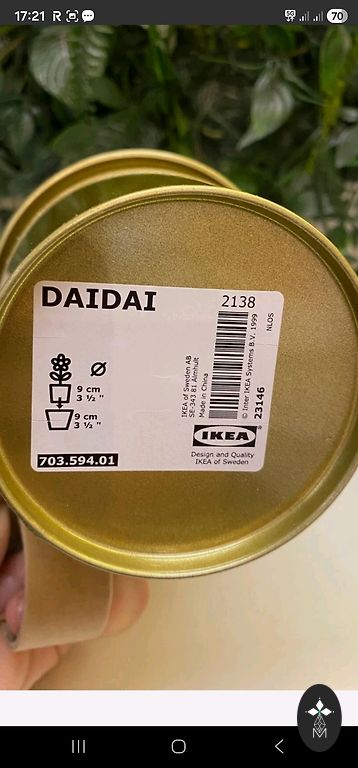 17:21
R
5G
70
DAIDAI
2138
9 cm
3 ½ "
9 cm
3 ½ "
703.594.01
IKEA of Sweden AB
SE-343 81 Älmhult
Made in China
© Inter IKEA Systems B.V. 1999
23146
NLOS
IKEA®
Design and Quality
IKEA of Sweden
M